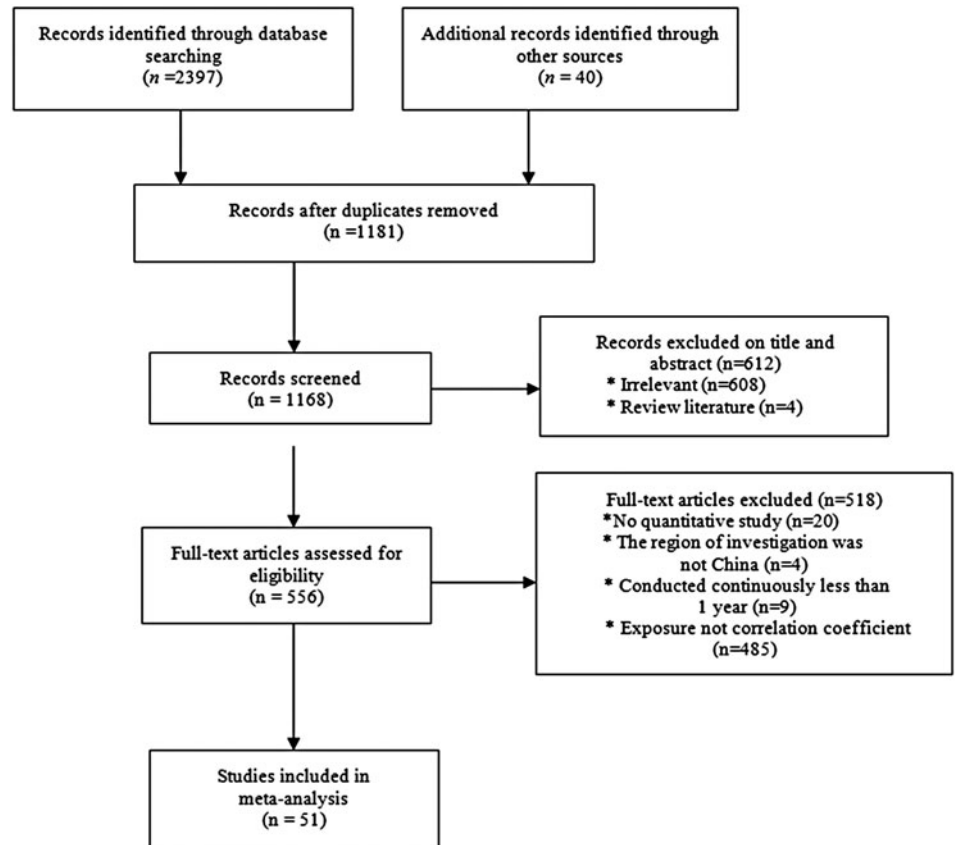 Records identified through database
searching
(n =2397)
Additional records identified through
other sources
(n = 40)
Records after duplicates removed
(n =1181)
Records screened
(n = 1168)
Records excluded on title and
abstract (n=612)
* Irrelevant (n=608)
* Review literature (n=4)
Full-text articles assessed for
eligibility
(n = 556)
Full-text articles excluded (n=518)
*No quantitative study (n=20)
* The region of investigation was
not China (n=4)
* Conducted continuously less than
1 year (n=9)
* Exposure not correlation coefficient
(n=485)
Studies included in
meta-analysis
(n = 51)